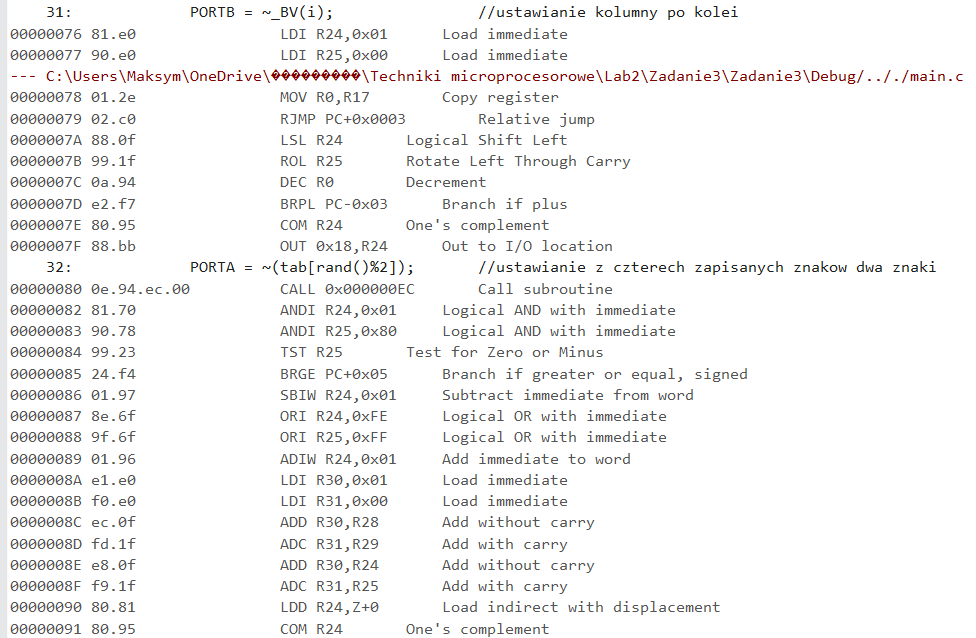 31: PORTB = ~_BV(i); //ustawianie kolumny po kolei
00000076 81.e0 LDI R24,0x01 Load immediate
00000077 90.e0 LDI R25,0x00 Load immediate
--- C:\Users\Maksym\OneDrive\���������\Techniki microprocesorowe\Lab2\Zadanie3\Zadanie3\Debug/.././main.c
00000078 01.2e MOV R0,R17 Copy register
00000079 02.c0 RJMP PC+0x0003 Relative jump
0000007A 88.0f LSL R24 Logical Shift Left
0000007B 99.1f ROL R25 Rotate Left Through Carry
0000007C 0a.94 DEC R0 Decrement
0000007D e2.f7 BRPL PC-0x03 Branch if plus
0000007E 80.95 COM R24 One's complement
0000007F 88.bb OUT 0x18,R24 Out to I/O location
32: PORTA = ~(tab[rand()%2]); //ustawianie z czterech zapisanych znakow dwa znaki
00000080 0e.94.ec.00 CALL 0x000000EC Call subroutine
00000082 81.70 ANDI R24,0x01 Logical AND with immediate
00000083 90.78 ANDI R25,0x80 Logical AND with immediate
00000084 99.23 TST R25 Test for Zero or Minus
00000085 24.f4 BRGE PC+0x05 Branch if greater or equal, signed
00000086 01.97 SBIW R24,0x01 Subtract immediate from word
00000087 8e.6f ORI R24,0xFE Logical OR with immediate
00000088 9f.6f ORI R25,0xFF Logical OR with immediate
00000089 01.96 ADIW R24,0x01 Add immediate to word
0000008A e1.e0 LDI R30,0x01 Load immediate
0000008B f0.e0 LDI R31,0x00 Load immediate
0000008C ec.0f ADD R30,R28 Add without carry
0000008D fd.1f ADC R31,R29 Add with carry
0000008E e8.0f ADD R30,R24 Add without carry
0000008F f9.1f ADC R31,R25 Add with carry
00000090 80.81 LDD R24,Z+0 Load indirect with displacement
00000091 80.95 COM R24 One's complement